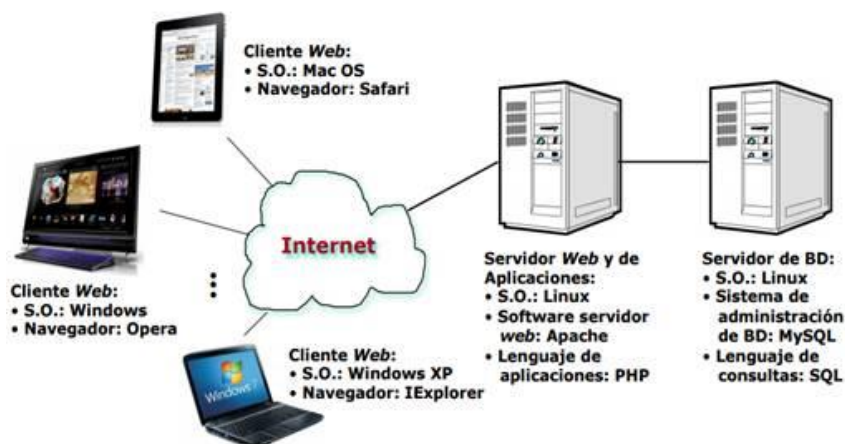 Cliente Web:
• S.O.: Mac OS
• Navegador: Safari
Cliente Web:
• S.O.: Windows
• Navegador: Opera
Internet
Cliente Web:
• S.O.: Windows XP
• Navegador: IExplorer
Windows 7
Servidor Web y de
Aplicaciones:
• S.O.: Linux
• Software servidor
web: Apache
• Lenguaje de
aplicaciones: PHP
Servidor de BD:
• S.O.: Linux
• Sistema de
administración
de BD: MySQL
• Lenguaje de
consultas: SQL